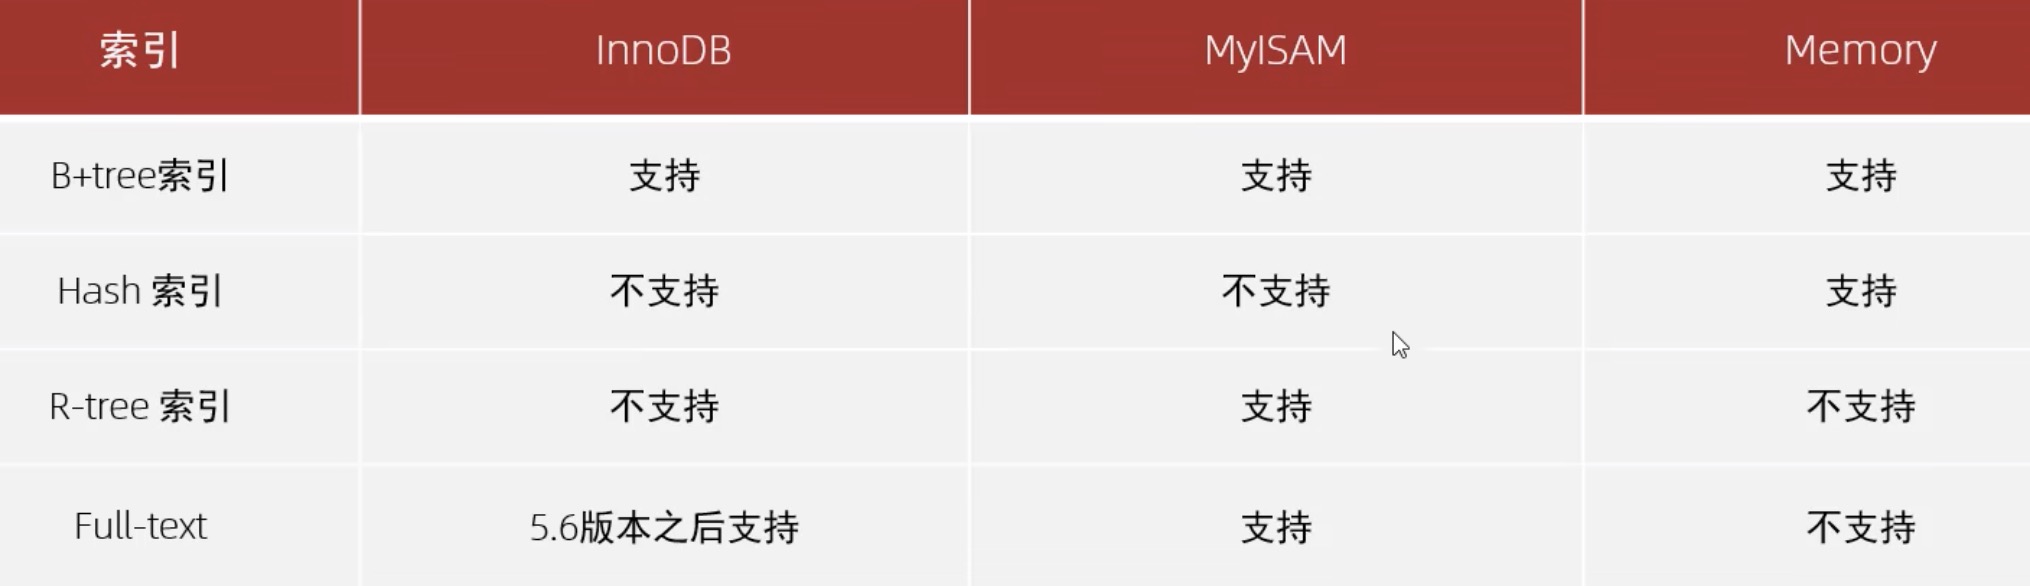 索引 InnoDB MyISAM Memory
B+tree索引 支持 支持 支持
Hash 索引 不支持 不支持 支持
R-tree 索引 不支持 支持 不支持
Full-text 5.6版本之后支持 支持 不支持